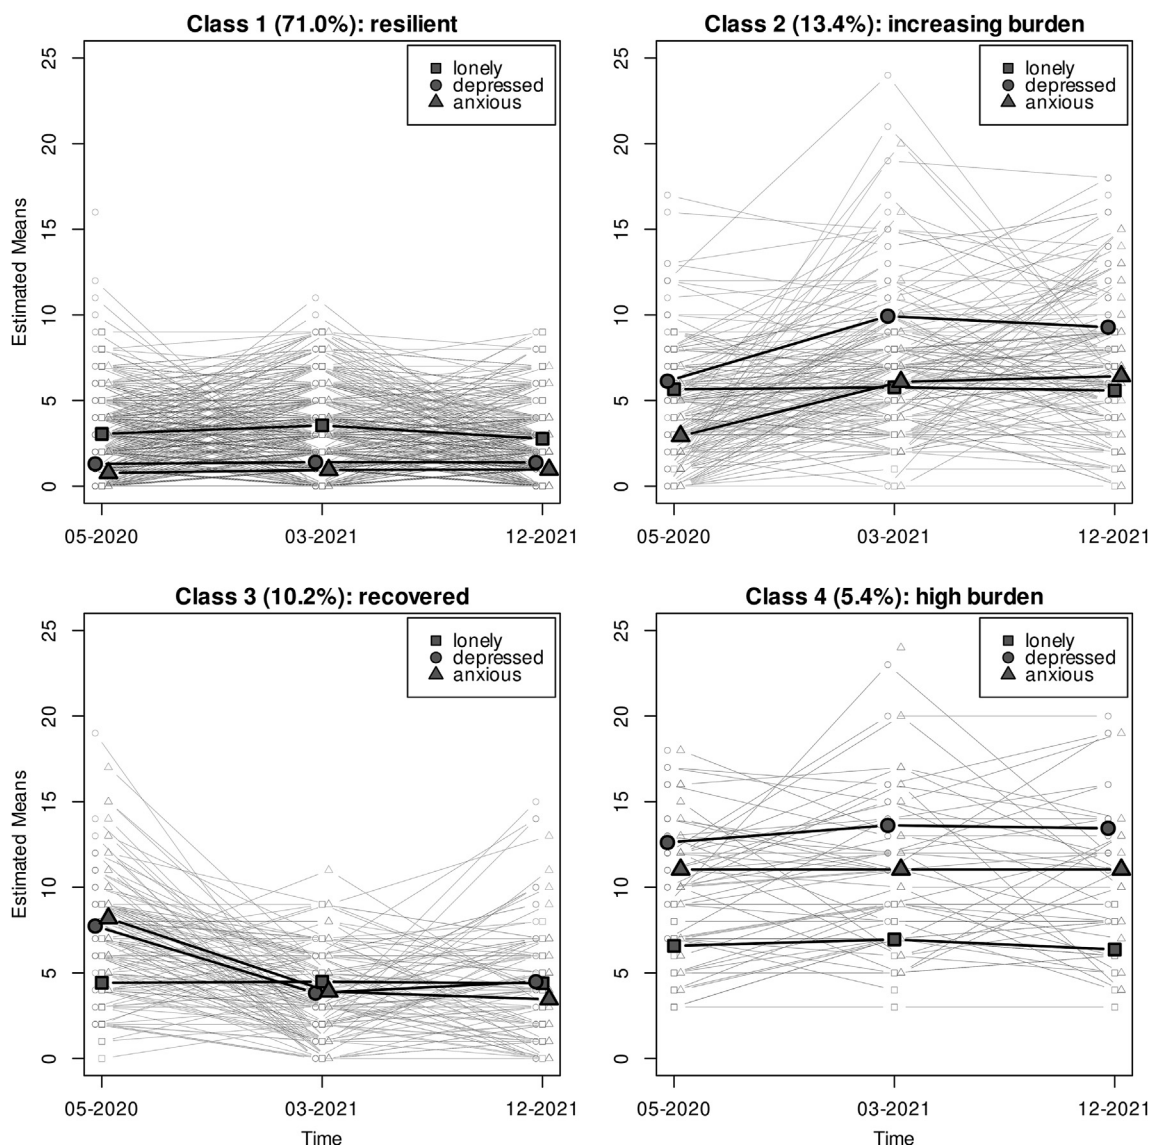 Class 1 (71.0%): resilient
Estimated Means
25
20
15
10
5
0
lonely
depressed
anxious
05-2020
03-2021
12-2021
Class 2 (13.4%): increasing burden
25
20
15
10
5
0
lonely
depressed
anxious
05-2020
03-2021
12-2021
Class 3 (10.2%): recovered
Estimated Means
25
20
15
10
5
0
lonely
depressed
anxious
05-2020
03-2021
12-2021
Time
Class 4 (5.4%): high burden
25
20
15
10
5
0
lonely
depressed
anxious
05-2020
03-2021
12-2021
Time